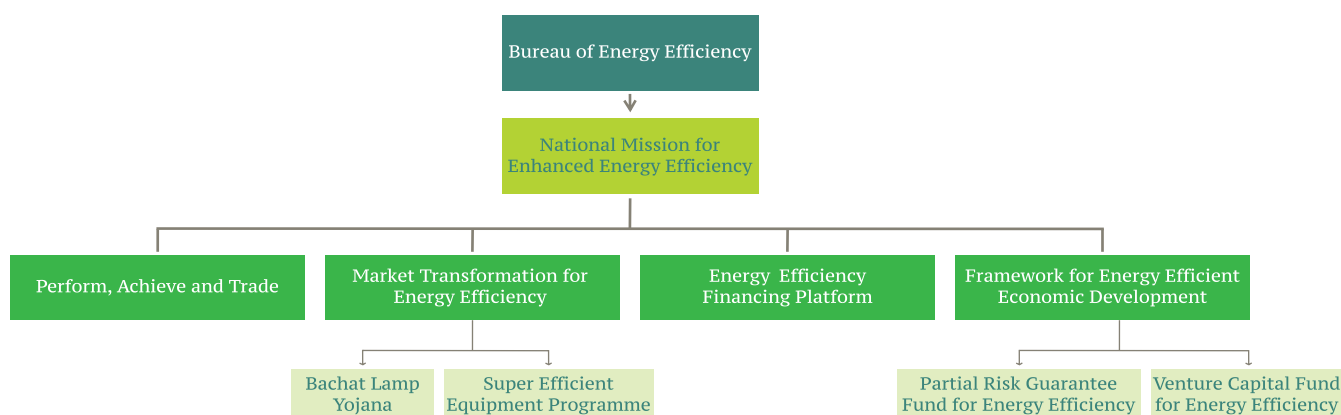 Bureau of Energy Efficiency
National Mission for
Enhanced Energy Efficiency
Perform, Achieve and Trade
Market Transformation for
Energy Efficiency
Energy Efficiency
Financing Platform
Framework for Energy Efficient
Economic Development
Bachat Lamp
Yojana
Super Efficient
Equipment Programme
Partial Risk Guarantee
Fund for Energy Efficiency
Venture Capital Fund
for Energy Efficiency